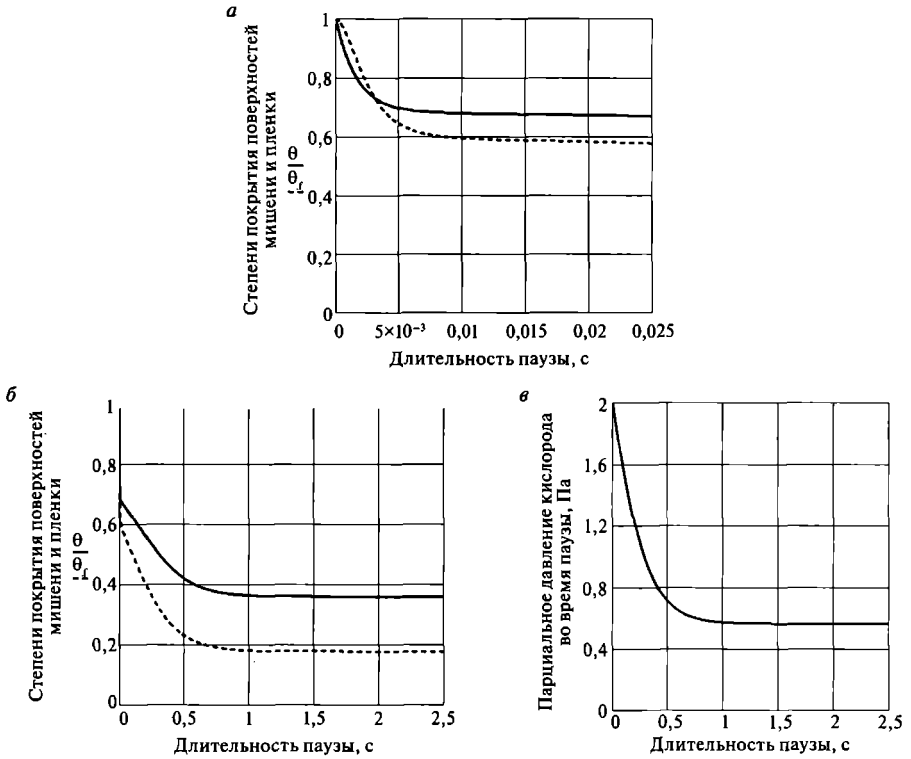 а
Степени покрытия поверхностей
мишени и пленки
θ
θf
1
0,8
0,6
0,4
0,2
0
0 5×10⁻³ 0,01 0,015 0,02 0,025
Длительность паузы, с
б
Степени покрытия поверхностей
мишени и пленки
θ
θf
1
0,8
0,6
0,4
0,2
0
0 0,5 1 1,5 2 2,5
Длительность паузы, с
в
Парциальное давление кислорода
во время паузы, Па
2
1,6
1,2
0,8
0,4
0
0 0,5 1 1,5 2 2,5
Длительность паузы, с